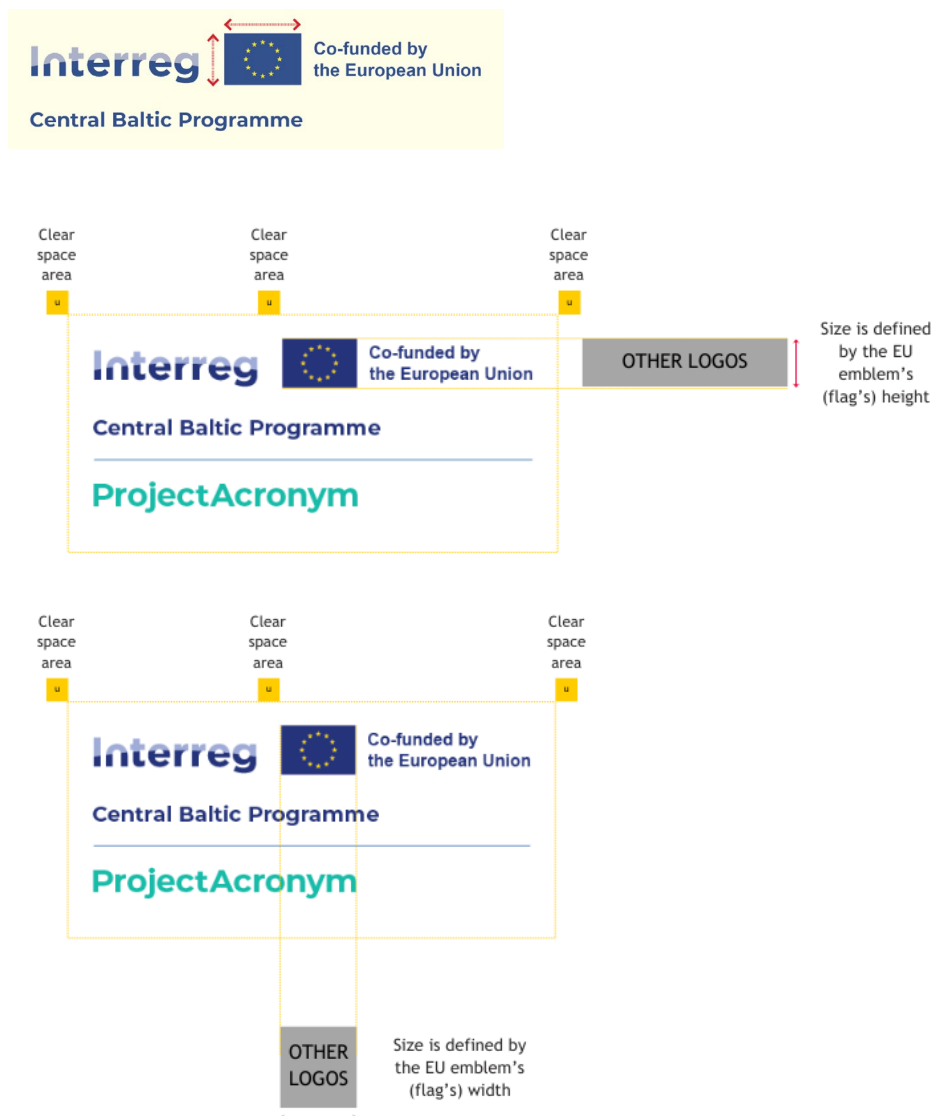 Interreg
Co-funded by
the European Union
Central Baltic Programme
Clear
space
area
Clear
space
area
Clear
space
area
u
u
u
Interreg
Co-funded by
the European Union
OTHER LOGOS
Size is defined
by the EU
emblem's
(flag's) height
Central Baltic Programme
ProjectAcronym
Clear
space
area
Clear
space
area
Clear
space
area
u
u
u
Interreg
Co-funded by
the European Union
Central Baltic Programme
ProjectAcronym
OTHER
LOGOS
Size is defined by
the EU emblem's
(flag's) width